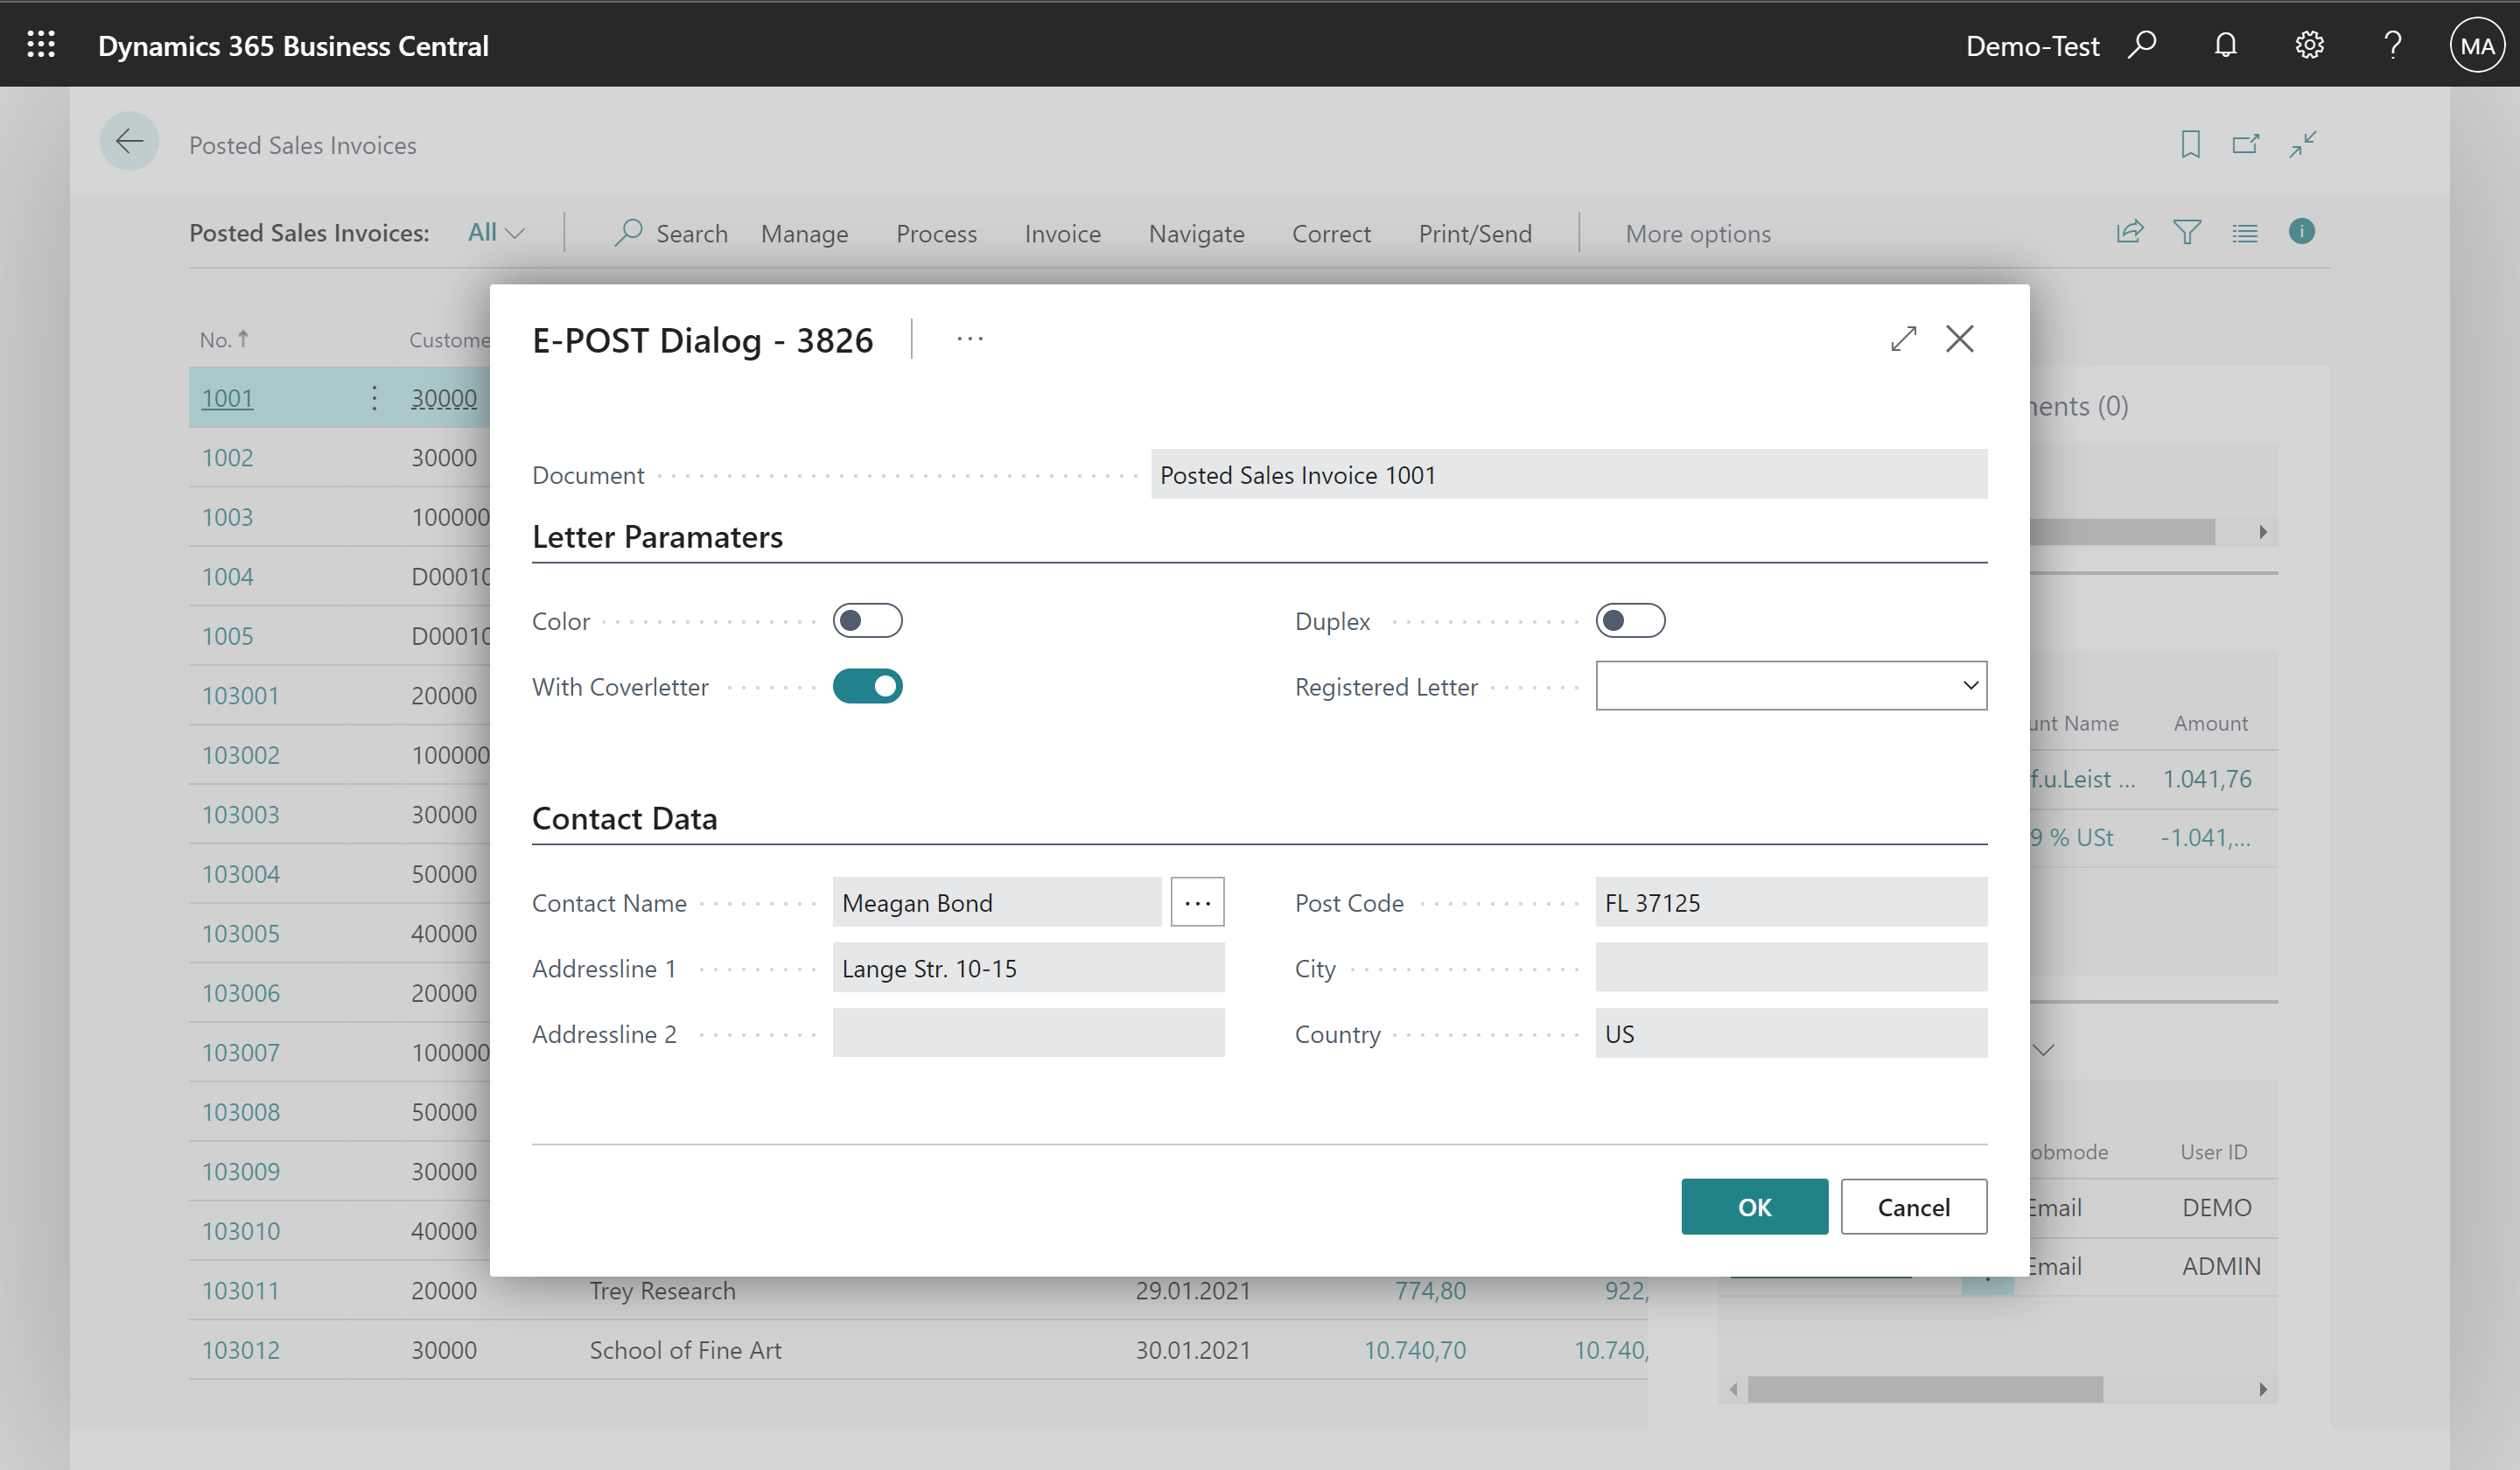 Dynamics 365 Business Central
Demo-Test
MA
Posted Sales Invoices
Posted Sales Invoices:
All
Search
Manage
Process
Invoice
Navigate
Correct
Print/Send
More options
E-POST Dialog - 3826
Document
Posted Sales Invoice 1001
Letter Paramaters
Color
Duplex
With Coverletter
Registered Letter
Contact Data
Contact Name
Meagan Bond
Post Code
FL 37125
Addressline 1
Lange Str. 10-15
City
Addressline 2
Country
US
OK
Cancel
No.
1001 30000
1002 30000
1003 100000
1004 D00010
1005 D00010
103001 20000
103002 100000
103003 30000
103004 50000
103005 40000
103006 20000
103007 100000
103008 50000
103009 30000
103010 40000
103011 20000 Trey Research 29.01.2021 774,80 922,
103012 30000 School of Fine Art 30.01.2021 10.740,70 10.740,
(0)
Name Amount
f.u.Leist ... 1.041,76
% USt -1.041,...
User ID
Email DEMO
Email ADMIN